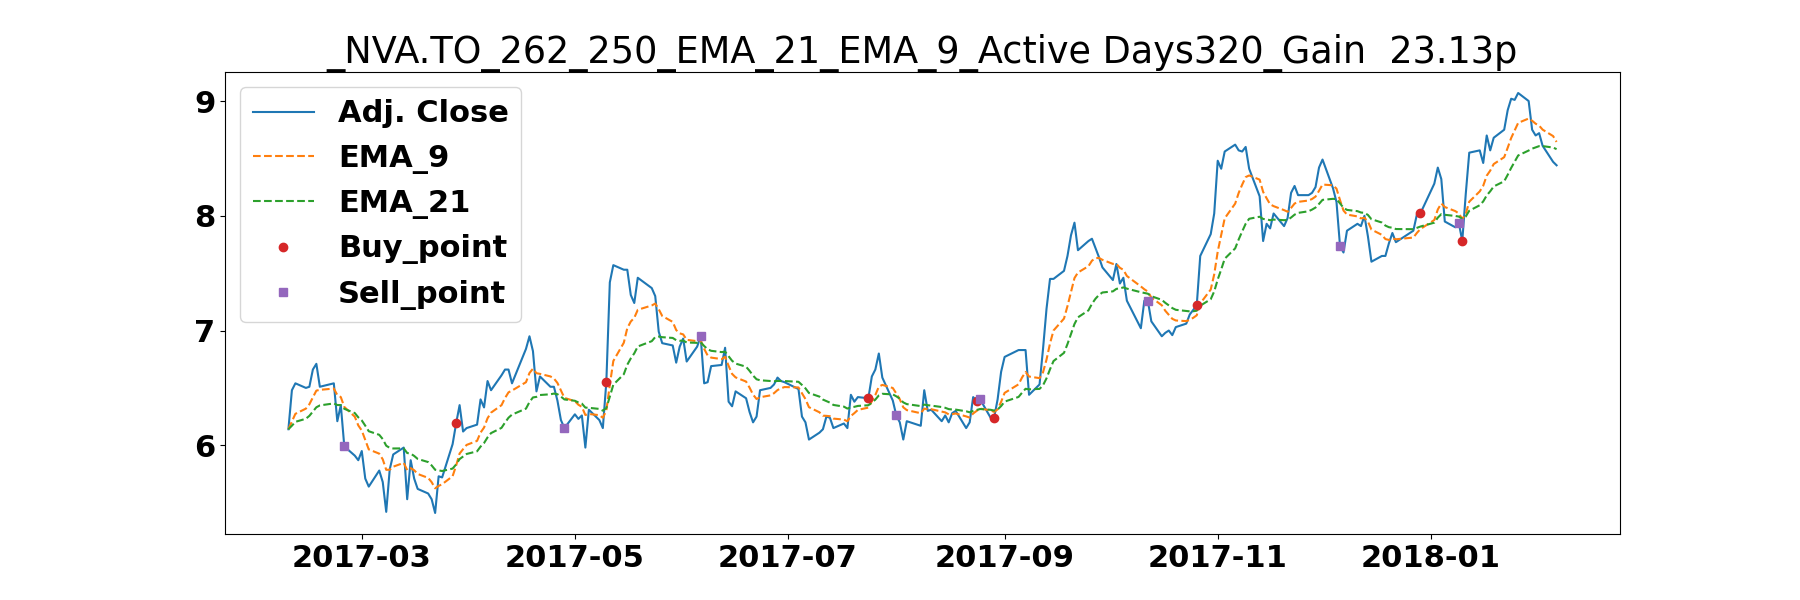 _NVA.TO_262_250_EMA_21_EMA_9_Active Days320_Gain  23.13p
9
8
7
6
Adj. Close
EMA_9
EMA_21
Buy_point
Sell_point
2017-03 2017-05 2017-07 2017-09 2017-11 2018-01